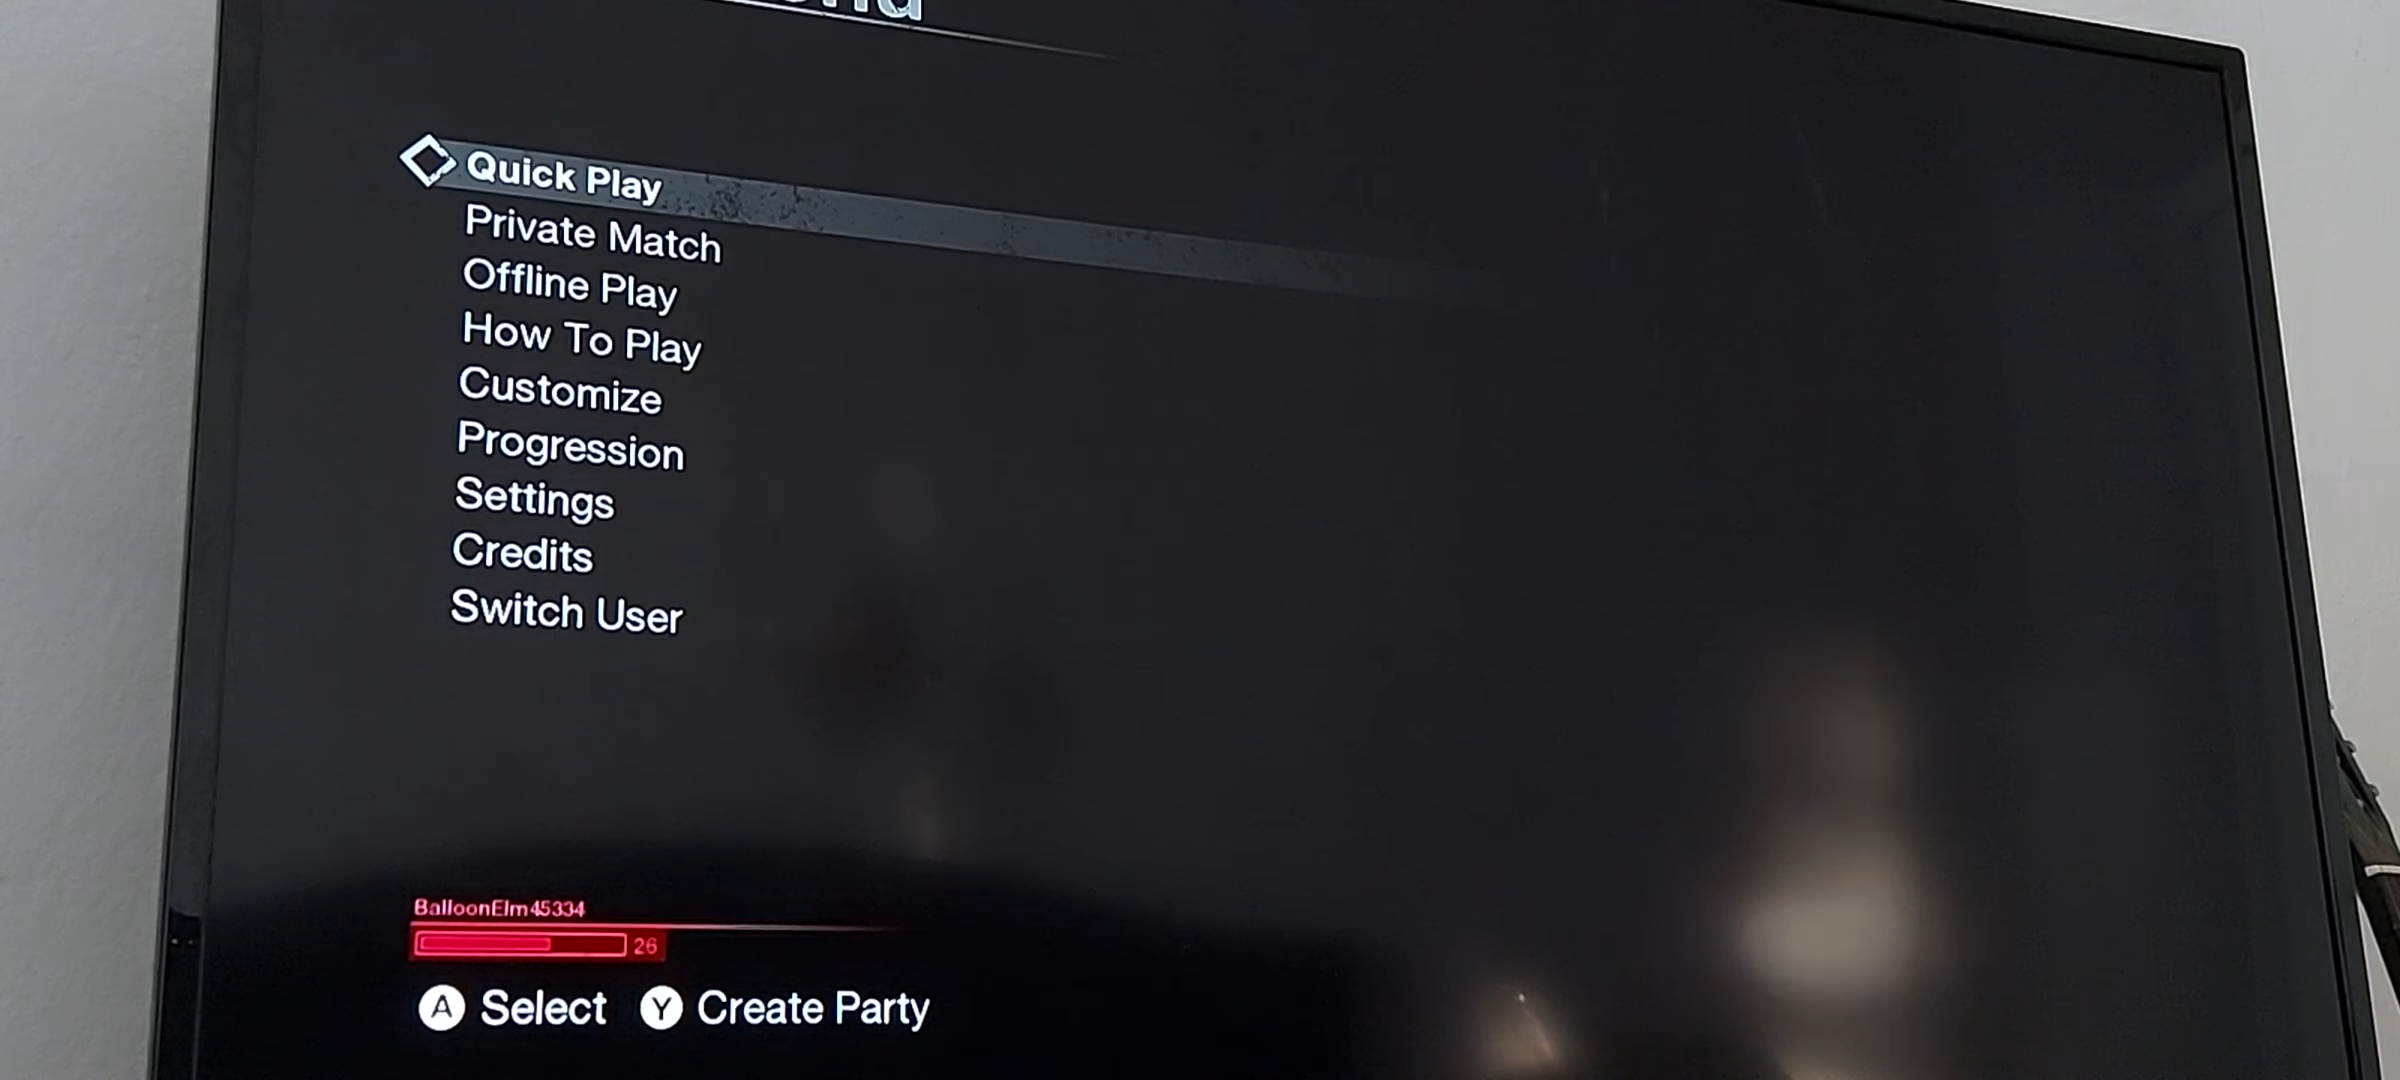 Quick Play
Private Match
Offline Play
How To Play
Customize
Progression
Settings
Credits
Switch User
BalloonElm45334
26
A Select Y Create Party